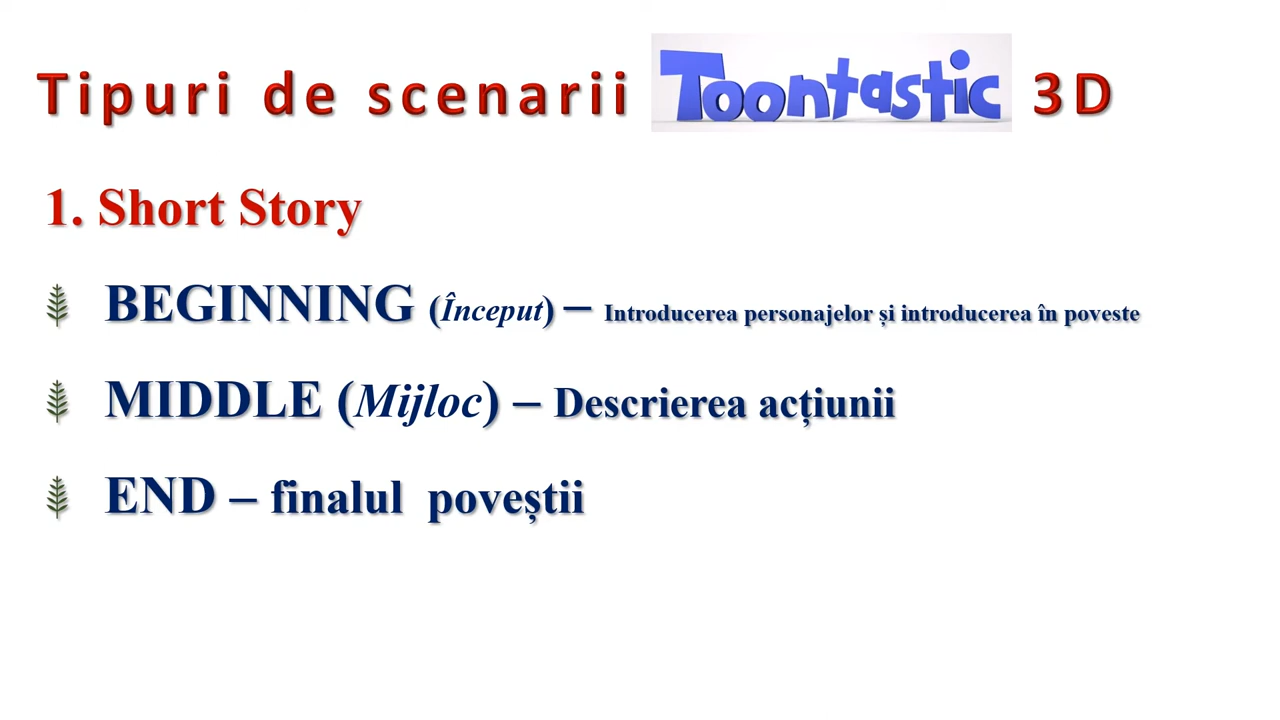 Tipuri de scenarii Toontastic 3D
1. Short Story
BEGINNING (Început) – Introducerea personajelor și introducerea în poveste
MIDDLE (Mijloc) – Descrierea acțiunii
END – finalul poveștii